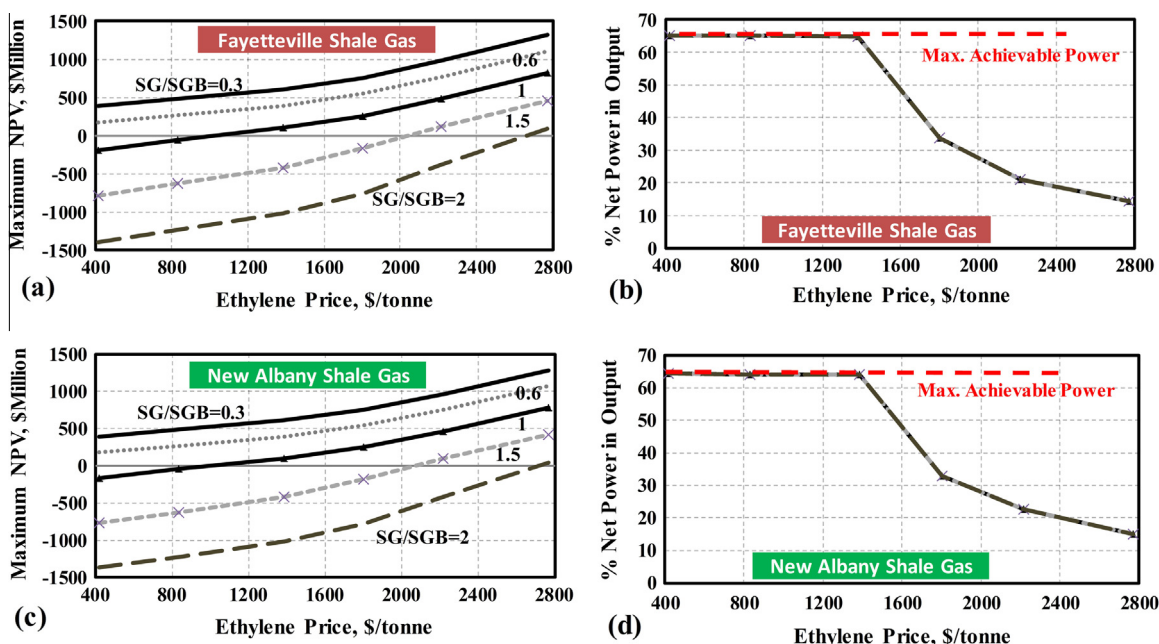 1500
1000
500
0
-500
-1000
-1500
Maximum NPV, $Million
Fayetteville Shale Gas
SG/SGB=0.3
0.6
1
1.5
SG/SGB=2
400 800 1200 1600 2000 2400 2800
(a)
Ethylene Price, $/tonne
70
60
50
40
30
20
10
0
% Net Power in Output
Max. Achievable Power
Fayetteville Shale Gas
400 800 1200 1600 2000 2400 2800
(b)
Ethylene Price, $/tonne
1500
1000
500
0
-500
-1000
-1500
Maximum NPV, $Million
New Albany Shale Gas
SG/SGB=0.3
0.6
1
1.5
SG/SGB=2
400 800 1200 1600 2000 2400 2800
(c)
Ethylene Price, $/tonne
70
60
50
40
30
20
10
0
% Net Power in Output
Max. Achievable Power
New Albany Shale Gas
400 800 1200 1600 2000 2400 2800
(d)
Ethylene Price, $/tonne